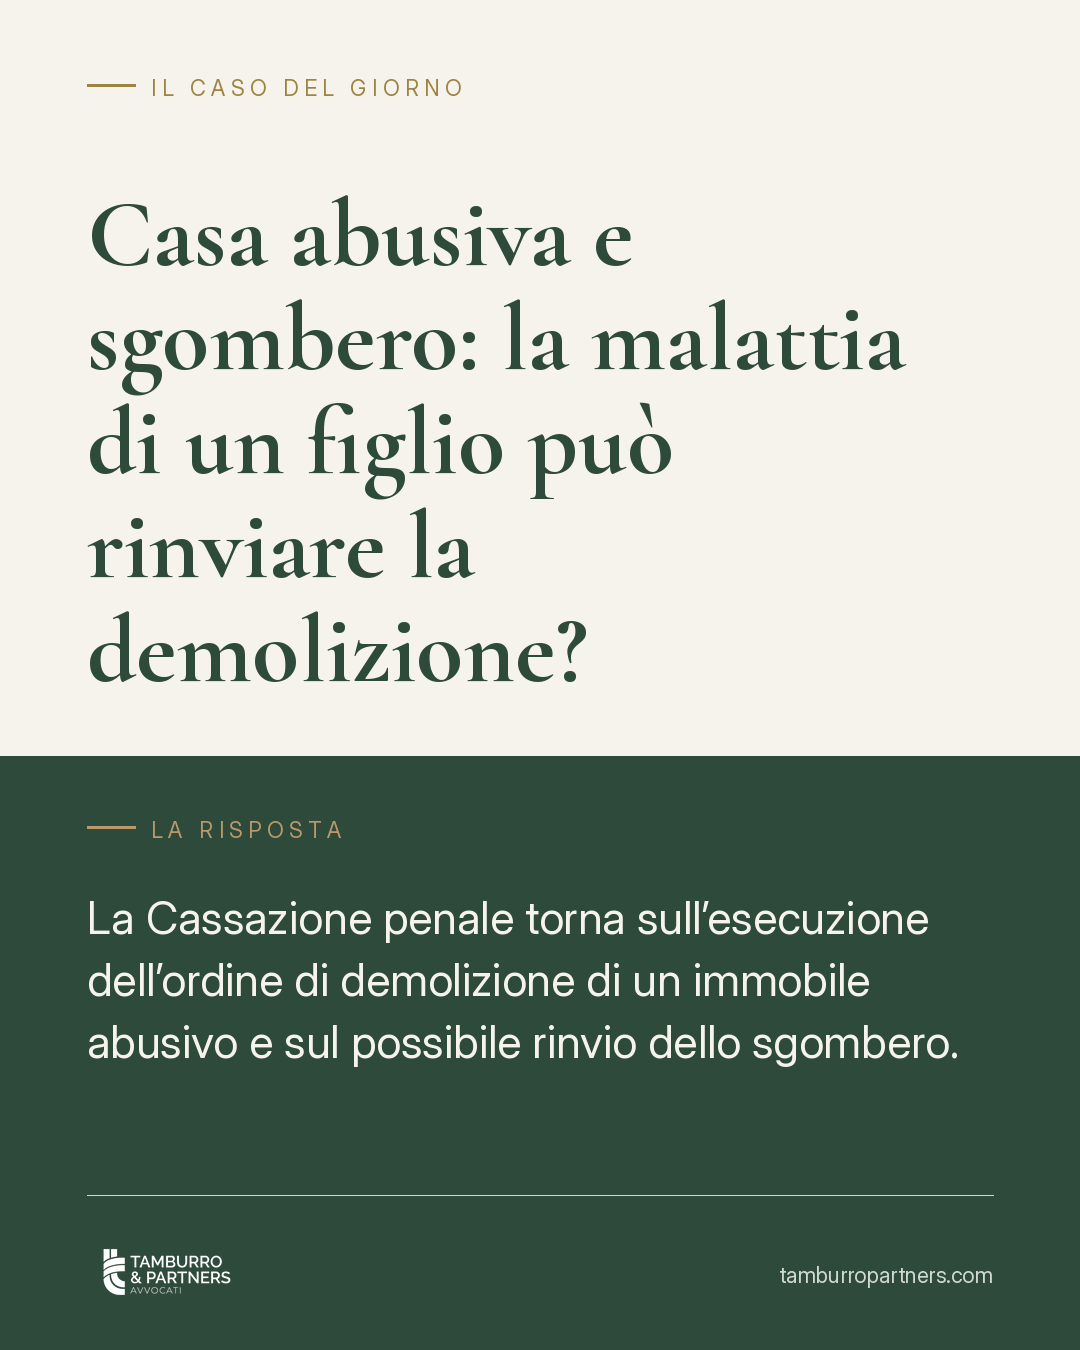 IL CASO DEL GIORNO
Casa abusiva e
sgombero: la malattia
di un figlio può
rinviare la
demolizione?
LA RISPOSTA
La Cassazione penale torna sull’esecuzione
dell’ordine di demolizione di un immobile
abusivo e sul possibile rinvio dello sgombero.
TAMBURRO
& PARTNERS
AVVOCATI
tamburropartners.com